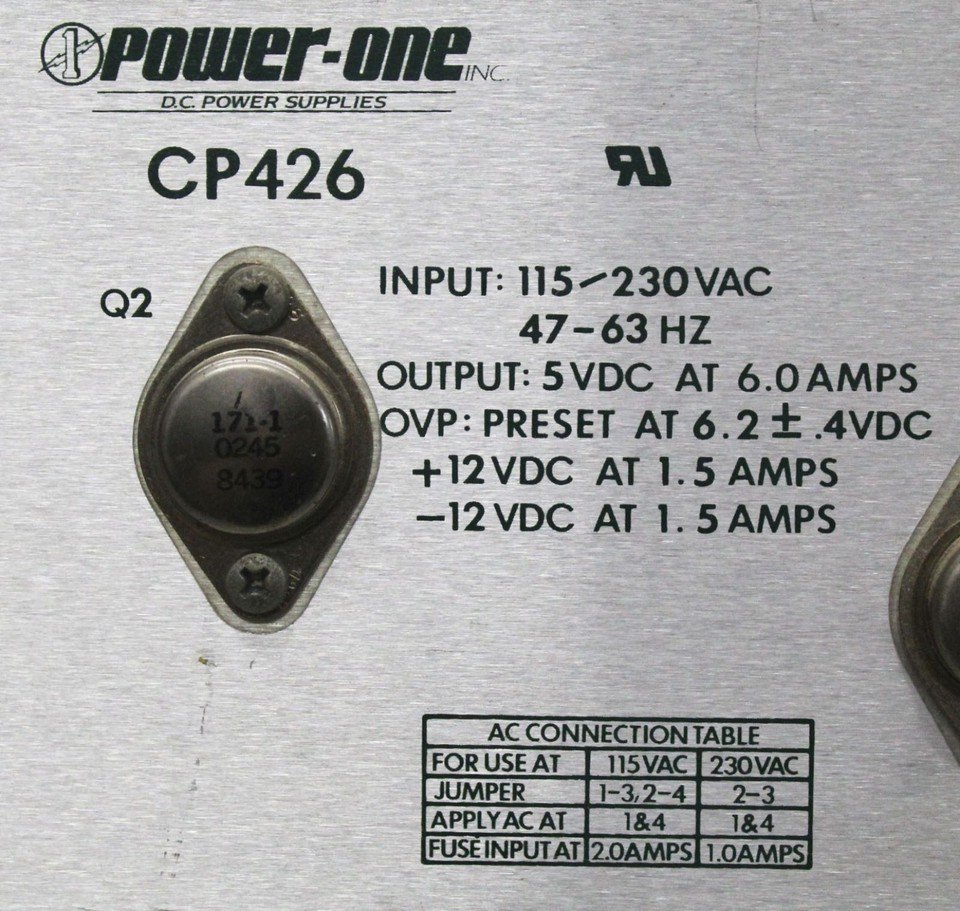 1 POWER-ONE INC.
D.C. POWER SUPPLIES
CP426
RU
Q2
INPUT: 115/230 VAC
47-63 HZ
OUTPUT: 5 VDC AT 6.0 AMPS
OVP: PRESET AT 6.2 ± .4VDC
+12 VDC AT 1.5 AMPS
-12 VDC AT 1.5 AMPS
171-1
0245
8439
AC CONNECTION TABLE
FOR USE AT 115VAC 230VAC
JUMPER 1-3,2-4 2-3
APPLY AC AT 1&4 1&4
FUSE INPUT AT 2.0AMPS 1.0AMPS